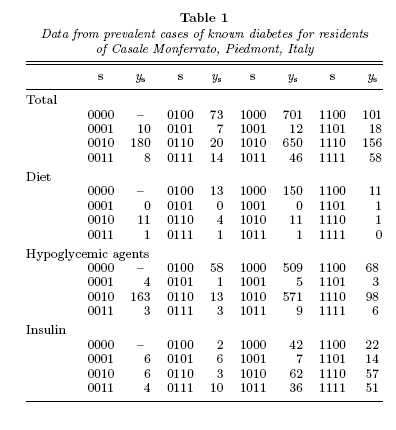 Table 1
Data from prevalent cases of known diabetes for residents
of Casale Monferrato, Piedmont, Italy
s yₛ s yₛ s yₛ s yₛ
Total
0000 – 0100 73 1000 701 1100 101
0001 10 0101 7 1001 12 1101 18
0010 180 0110 20 1010 650 1110 156
0011 8 0111 14 1011 46 1111 58
Diet
0000 – 0100 13 1000 150 1100 11
0001 0 0101 0 1001 0 1101 1
0010 11 0110 4 1010 11 1110 1
0011 1 0111 1 1011 1 1111 0
Hypoglycemic agents
0000 – 0100 58 1000 509 1100 68
0001 4 0101 1 1001 5 1101 3
0010 163 0110 13 1010 571 1110 98
0011 3 0111 3 1011 9 1111 6
Insulin
0000 – 0100 2 1000 42 1100 22
0001 6 0101 6 1001 7 1101 14
0010 6 0110 3 1010 62 1110 57
0011 4 0111 10 1011 36 1111 51